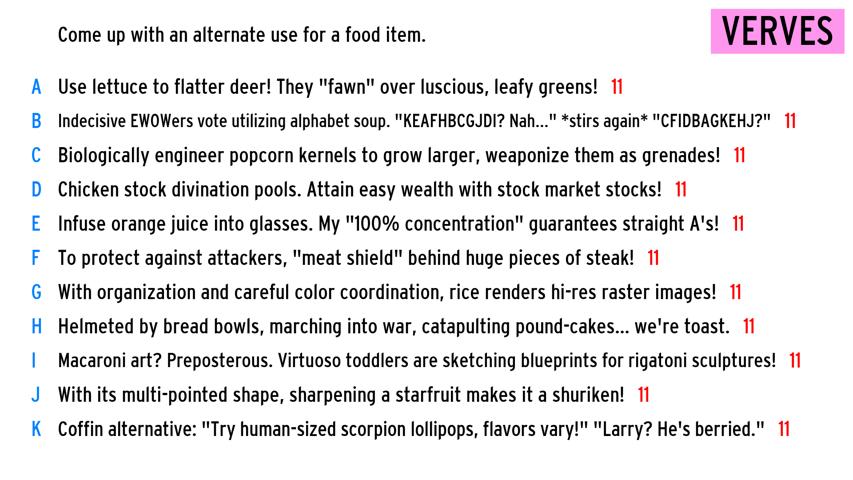 VERVES
Come up with an alternate use for a food item.
A Use lettuce to flatter deer! They "fawn" over luscious, leafy greens! 11
B Indecisive EWOWers vote utilizing alphabet soup. "KEAFHBCGJDI? Nah..." *stirs again* "CFIDBAGKEHJ?" 11
C Biologically engineer popcorn kernels to grow larger, weaponize them as grenades! 11
D Chicken stock divination pools. Attain easy wealth with stock market stocks! 11
E Infuse orange juice into glasses. My "100% concentration" guarantees straight A's! 11
F To protect against attackers, "meat shield" behind huge pieces of steak! 11
G With organization and careful color coordination, rice renders hi-res raster images! 11
H Helmeted by bread bowls, marching into war, catapulting pound-cakes... we're toast. 11
I Macaroni art? Preposterous. Virtuoso toddlers are sketching blueprints for rigatoni sculptures! 11
J With its multi-pointed shape, sharpening a starfruit makes it a shuriken! 11
K Coffin alternative: "Try human-sized scorpion lollipops, flavors vary!" "Larry? He's berried." 11